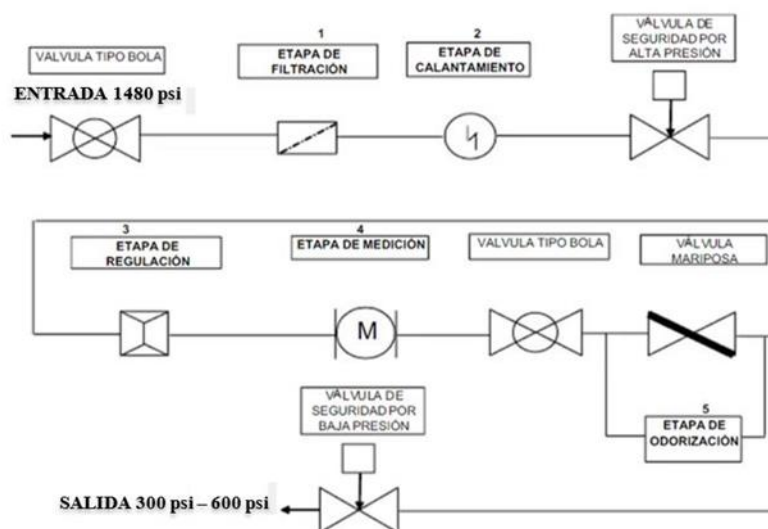 VALVULA TIPO BOLA
ENTRADA 1480 psi
1
ETAPA DE
FILTRACIÓN
2
ETAPA DE
CALANTAMIENTO
VÁLVULA DE
SEGURIDAD POR
ALTA PRESIÓN
3
ETAPA DE
REGULACIÓN
4
ETAPA DE MEDICIÓN
VALVULA TIPO BOLA
VÁLVULA
MARIPOSA
M
5
ETAPA DE
ODORIZACIÓN
VÁLVULA DE
SEGURIDAD POR
BAJA PRESIÓN
SALIDA 300 psi – 600 psi